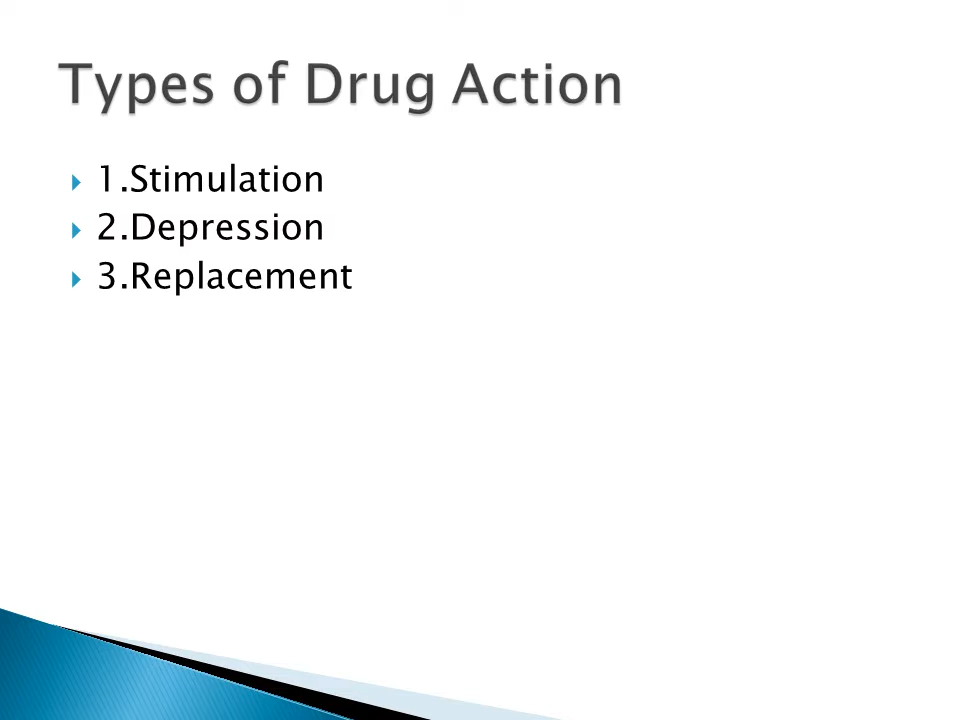 Types of Drug Action
1.Stimulation
2.Depression
3.Replacement